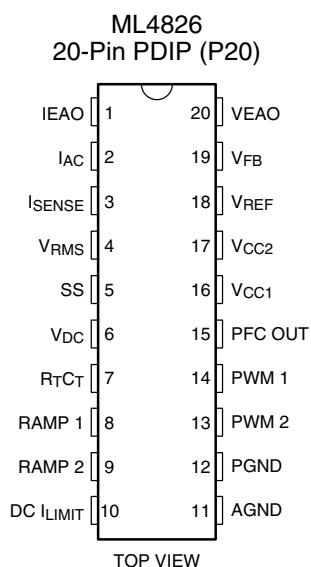 ML4826
20-Pin PDIP (P20)
IEAO 1 20 VEAO
IAC 2 19 VFB
ISENSE 3 18 VREF
VRMS 4 17 VCC2
SS 5 16 VCC1
VDC 6 15 PFC OUT
RTCT 7 14 PWM 1
RAMP 1 8 13 PWM 2
RAMP 2 9 12 PGND
DC ILIMIT 10 11 AGND
TOP VIEW